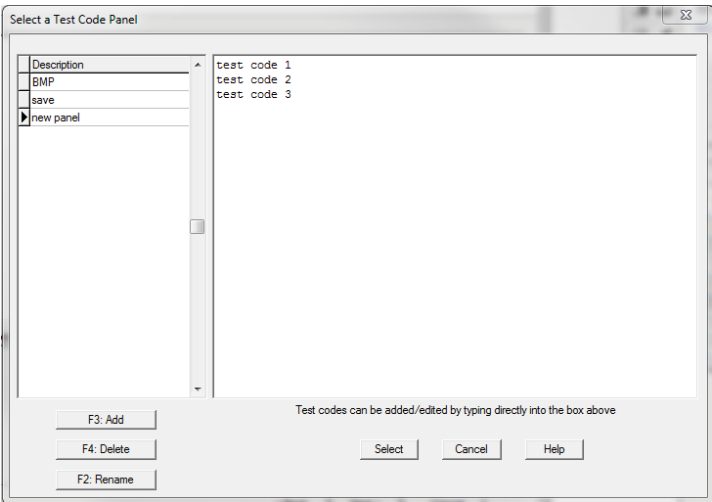 Select a Test Code Panel
Description
BMP
save
new panel
test code 1
test code 2
test code 3
F3: Add
F4: Delete
F2: Rename
Test codes can be added/edited by typing directly into the box above
Select
Cancel
Help